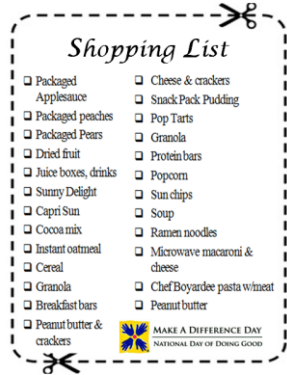 Shopping List
Packaged
Applesauce
Packaged peaches
Packaged Pears
Dried fruit
Juice boxes, drinks
Sunny Delight
Capri Sun
Cocoa mix
Instant oatmeal
Cereal
Granola
Breakfast bars
Peanut butter &
crackers
Cheese & crackers
Snack Pack Pudding
Pop Tarts
Granola
Protein bars
Popcorn
Sun chips
Soup
Ramen noodles
Microwave macaroni &
cheese
Chef Boyardee pasta w/meat
Peanut butter
MAKE A DIFFERENCE DAY
NATIONAL DAY OF DOING GOOD